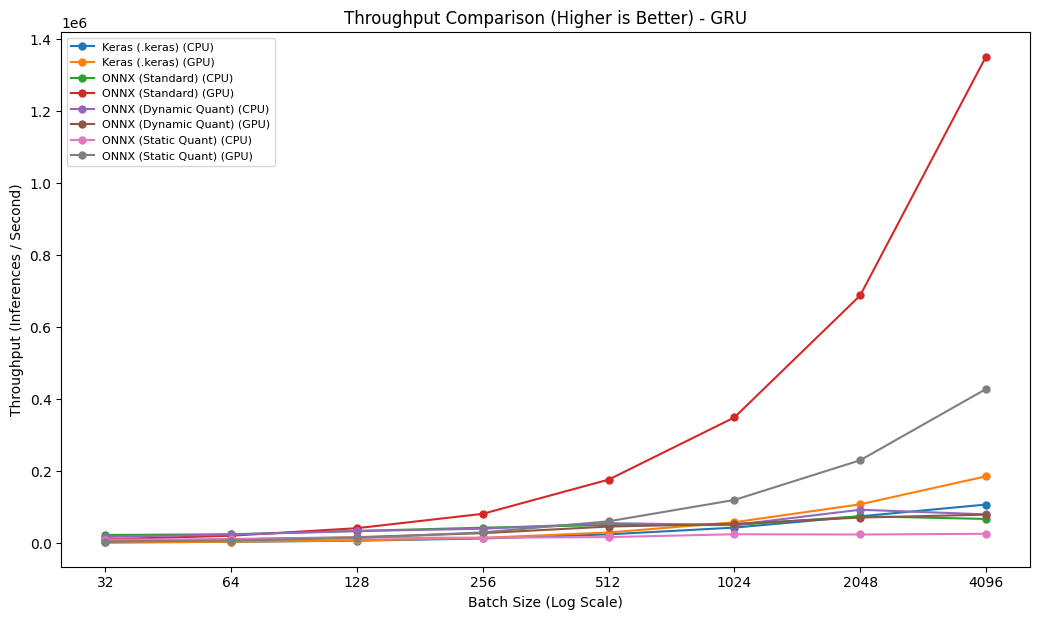 Throughput Comparison (Higher is Better) - GRU
1e6
Keras (.keras) (CPU)
Keras (.keras) (GPU)
ONNX (Standard) (CPU)
ONNX (Standard) (GPU)
ONNX (Dynamic Quant) (CPU)
ONNX (Dynamic Quant) (GPU)
ONNX (Static Quant) (CPU)
ONNX (Static Quant) (GPU)
Throughput (Inferences / Second)
1.4
1.2
1.0
0.8
0.6
0.4
0.2
0.0
32 64 128 256 512 1024 2048 4096
Batch Size (Log Scale)